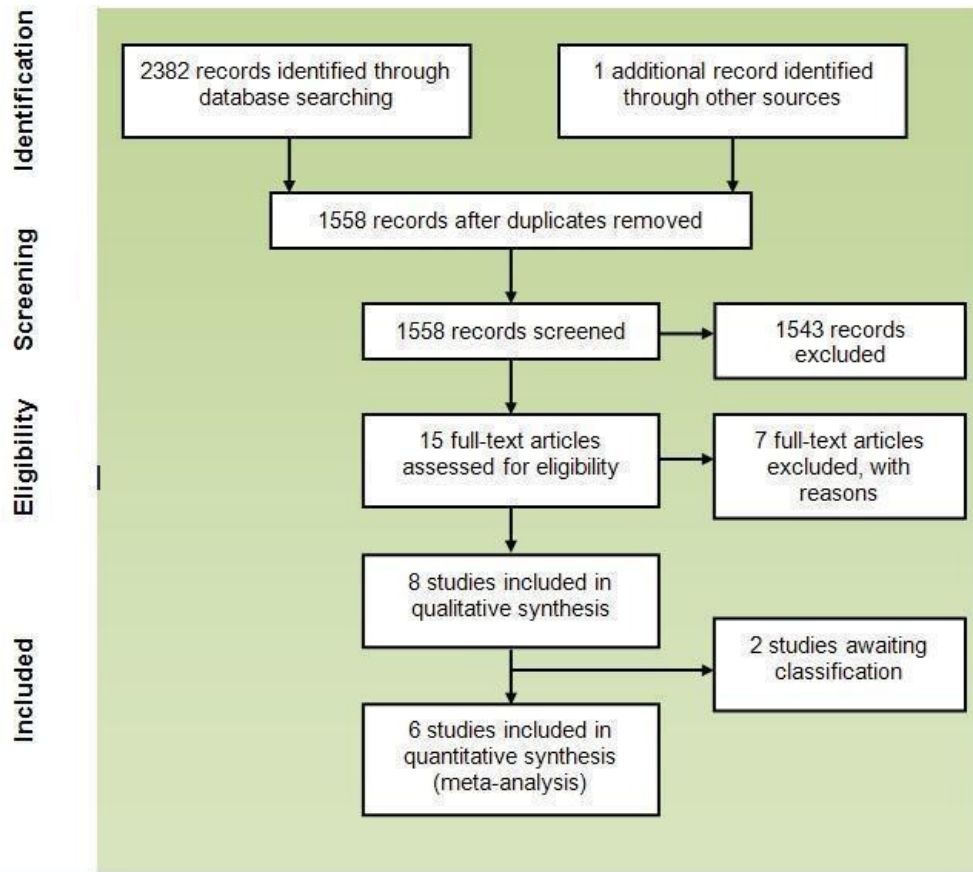 Identification
2382 records identified through
database searching
1 additional record identified
through other sources
1558 records after duplicates removed
Screening
1558 records screened
1543 records
excluded
Eligibility
15 full-text articles
assessed for eligibility
7 full-text articles
excluded, with
reasons
Included
8 studies included in
qualitative synthesis
2 studies awaiting
classification
6 studies included in
quantitative synthesis
(meta-analysis)